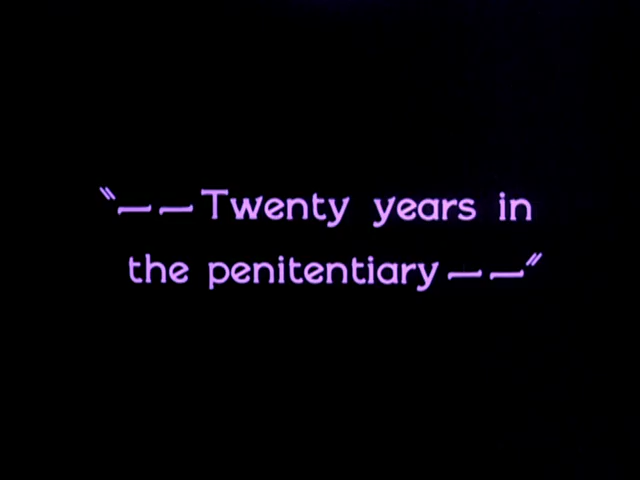 "— —Twenty years in
the penitentiary— —"